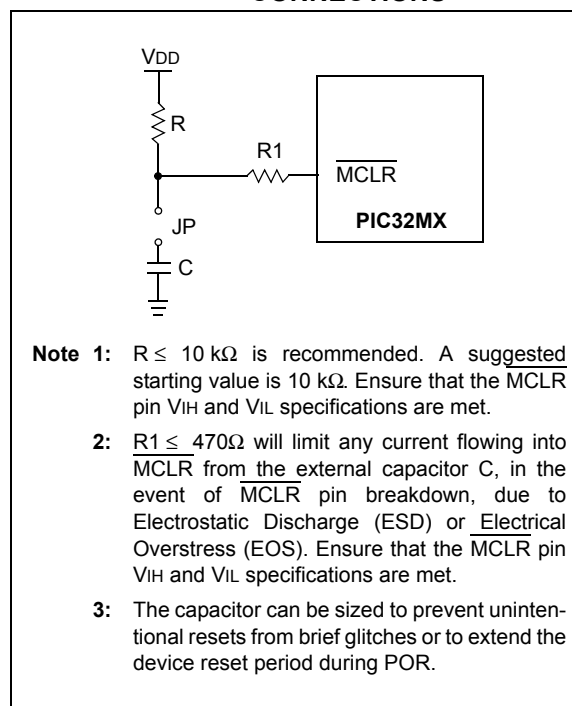 VDD
R
R1
MCLR
JP
PIC32MX
C
Note 1: R ≤ 10 kΩ is recommended. A suggested
starting value is 10 kΩ. Ensure that the MCLR
pin VIH and VIL specifications are met.
2: R1 ≤ 470Ω will limit any current flowing into
MCLR from the external capacitor C, in the
event of MCLR pin breakdown, due to
Electrostatic Discharge (ESD) or Electrical
Overstress (EOS). Ensure that the MCLR pin
VIH and VIL specifications are met.
3: The capacitor can be sized to prevent uninten-
tional resets from brief glitches or to extend the
device reset period during POR.